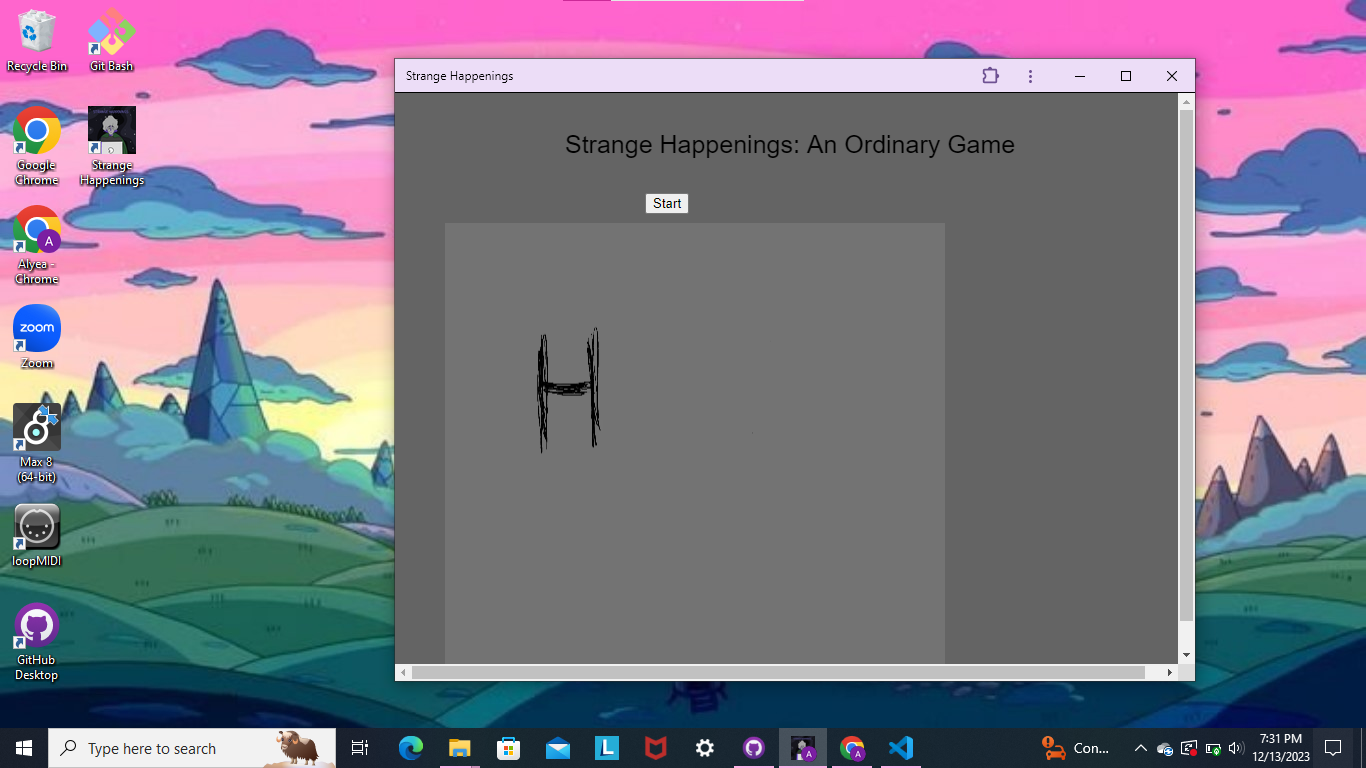 Recycle Bin
Git Bash
Google
Chrome
Strange
Happenings
A
Alyea -
Chrome
zoom
Zoom
Max 8
(64-bit)
loopMIDI
GitHub
Desktop
Strange Happenings
Strange Happenings: An Ordinary Game
Start
H
Type here to search
L
A
A
Con...
7:31 PM
12/13/2023